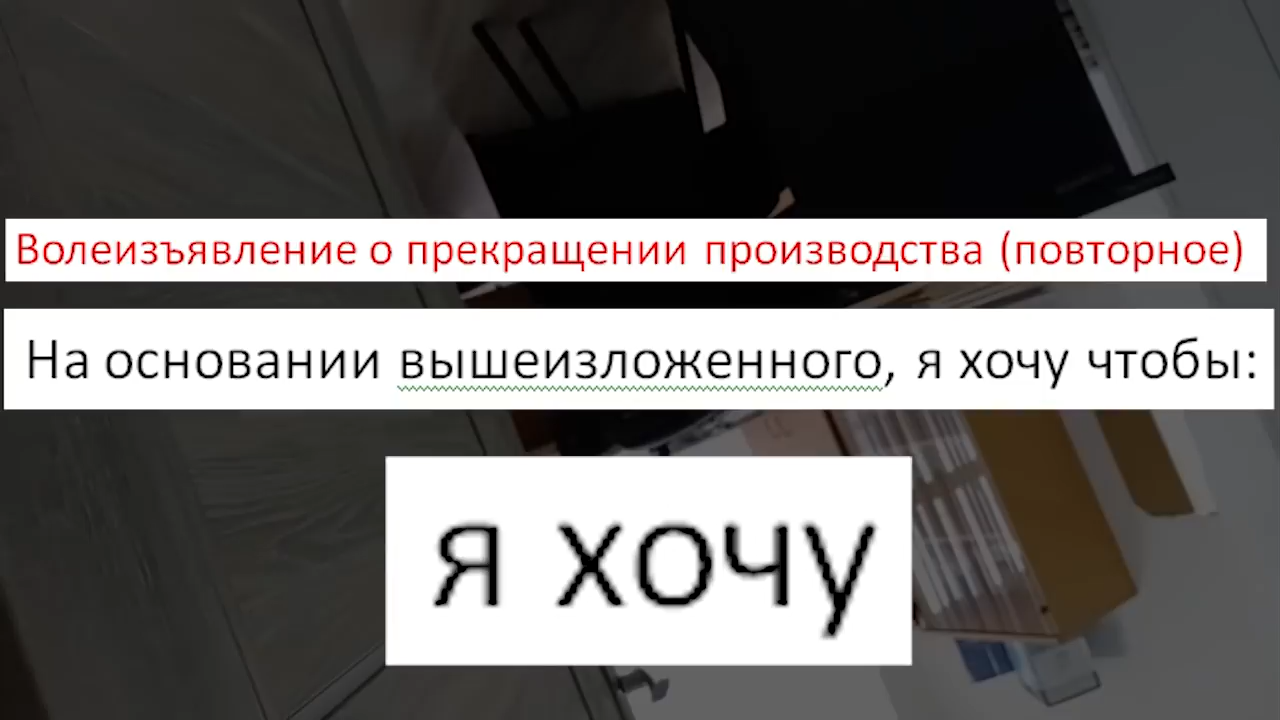 Волеизъявление о прекращении производства (повторное)
На основании вышеизложенного, я хочу чтобы:
я хочу